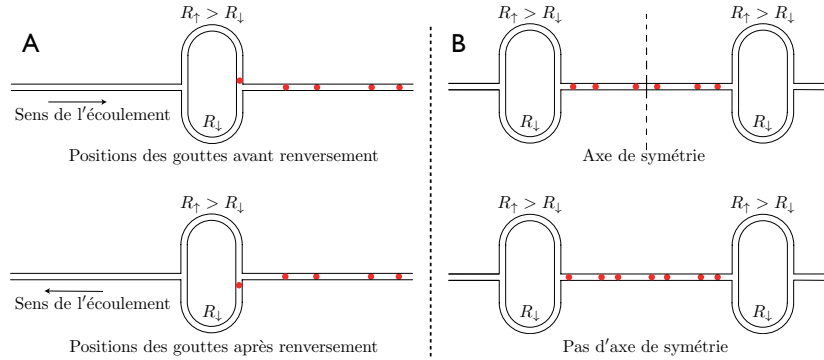 A
R↑ > R↓
R↓
Sens de l'écoulement
Positions des gouttes avant renversement
R↑ > R↓
R↓
Sens de l'écoulement
Positions des gouttes après renversement
B
R↑ > R↓
R↑ > R↓
R↓
R↓
Axe de symétrie
R↑ > R↓
R↑ > R↓
R↓
R↓
Pas d'axe de symétrie